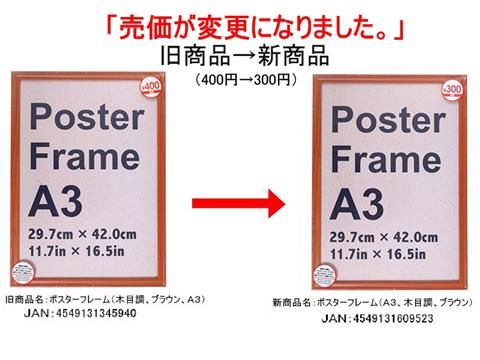 「売価が変更になりました。」
旧商品→新商品
（400円→300円）
¥400
Poster
Frame
A3
29.7cm × 42.0cm
11.7in × 16.5in
¥300
Poster
Frame
A3
29.7cm × 42.0cm
11.7in × 16.5in
旧商品名：ポスターフレーム（木目調、ブラウン、A3）
JAN：4549131345940
新商品名：ポスターフレーム（A3、木目調、ブラウン）
JAN：4549131609523